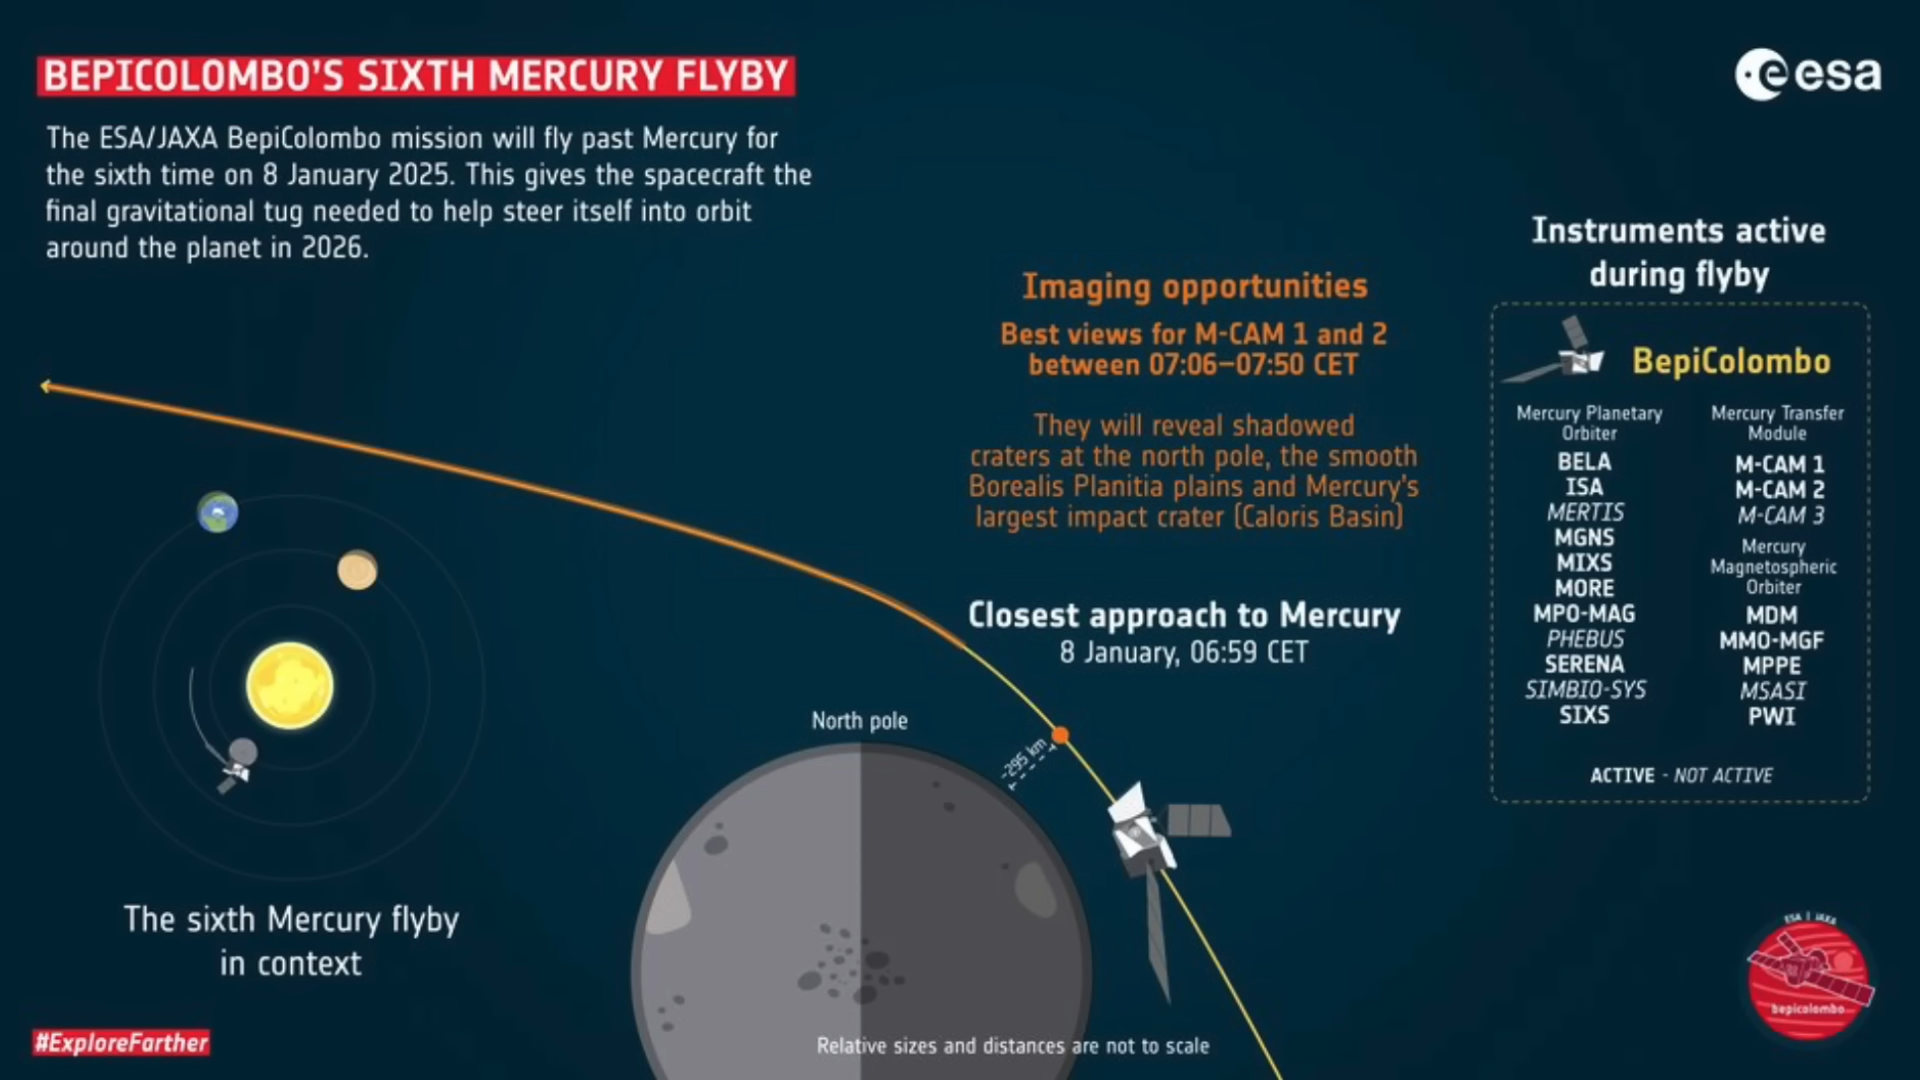 BEPICOLOMBO'S SIXTH MERCURY FLYBY
esa
The ESA/JAXA BepiColombo mission will fly past Mercury for
the sixth time on 8 January 2025. This gives the spacecraft the
final gravitational tug needed to help steer itself into orbit
around the planet in 2026.
Imaging opportunities
Best views for M-CAM 1 and 2
between 07:06–07:50 CET
They will reveal shadowed
craters at the north pole, the smooth
Borealis Planitia plains and Mercury's
largest impact crater (Caloris Basin)
Closest approach to Mercury
8 January, 06:59 CET
North pole
~295 km
Relative sizes and distances are not to scale
The sixth Mercury flyby
in context
#ExploreFarther
Instruments active
during flyby
BepiColombo
Mercury Planetary
Orbiter
BELA
ISA
MERTIS
MGNS
MIXS
MORE
MPO-MAG
PHEBUS
SERENA
SIMBIO-SYS
SIXS
Mercury Transfer
Module
M-CAM 1
M-CAM 2
M-CAM 3
Mercury
Magnetospheric
Orbiter
MDM
MMO-MGF
MPPE
MSASI
PWI
ACTIVE - NOT ACTIVE
ESA | JAXA
bepicolombo